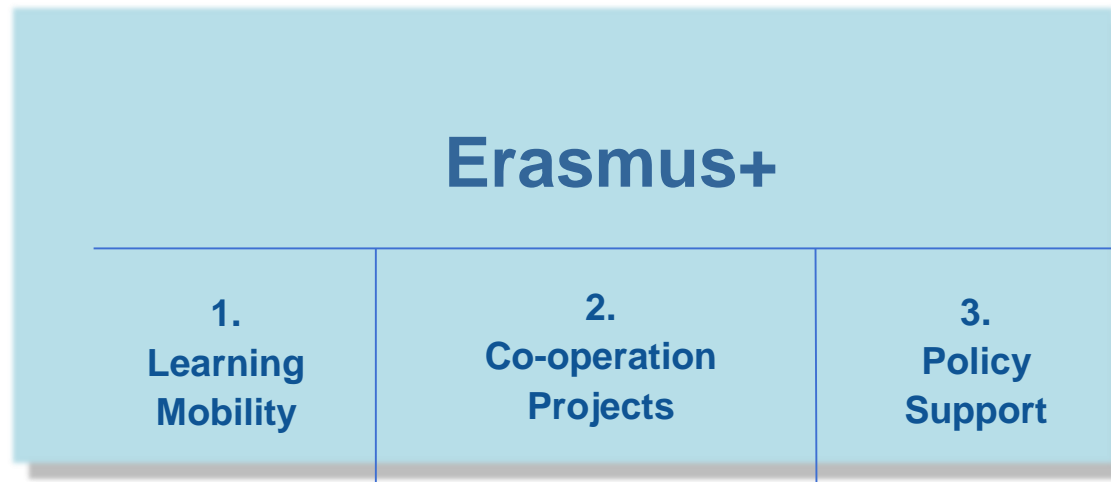 Erasmus+
1.
Learning
Mobility
2.
Co-operation
Projects
3.
Policy
Support